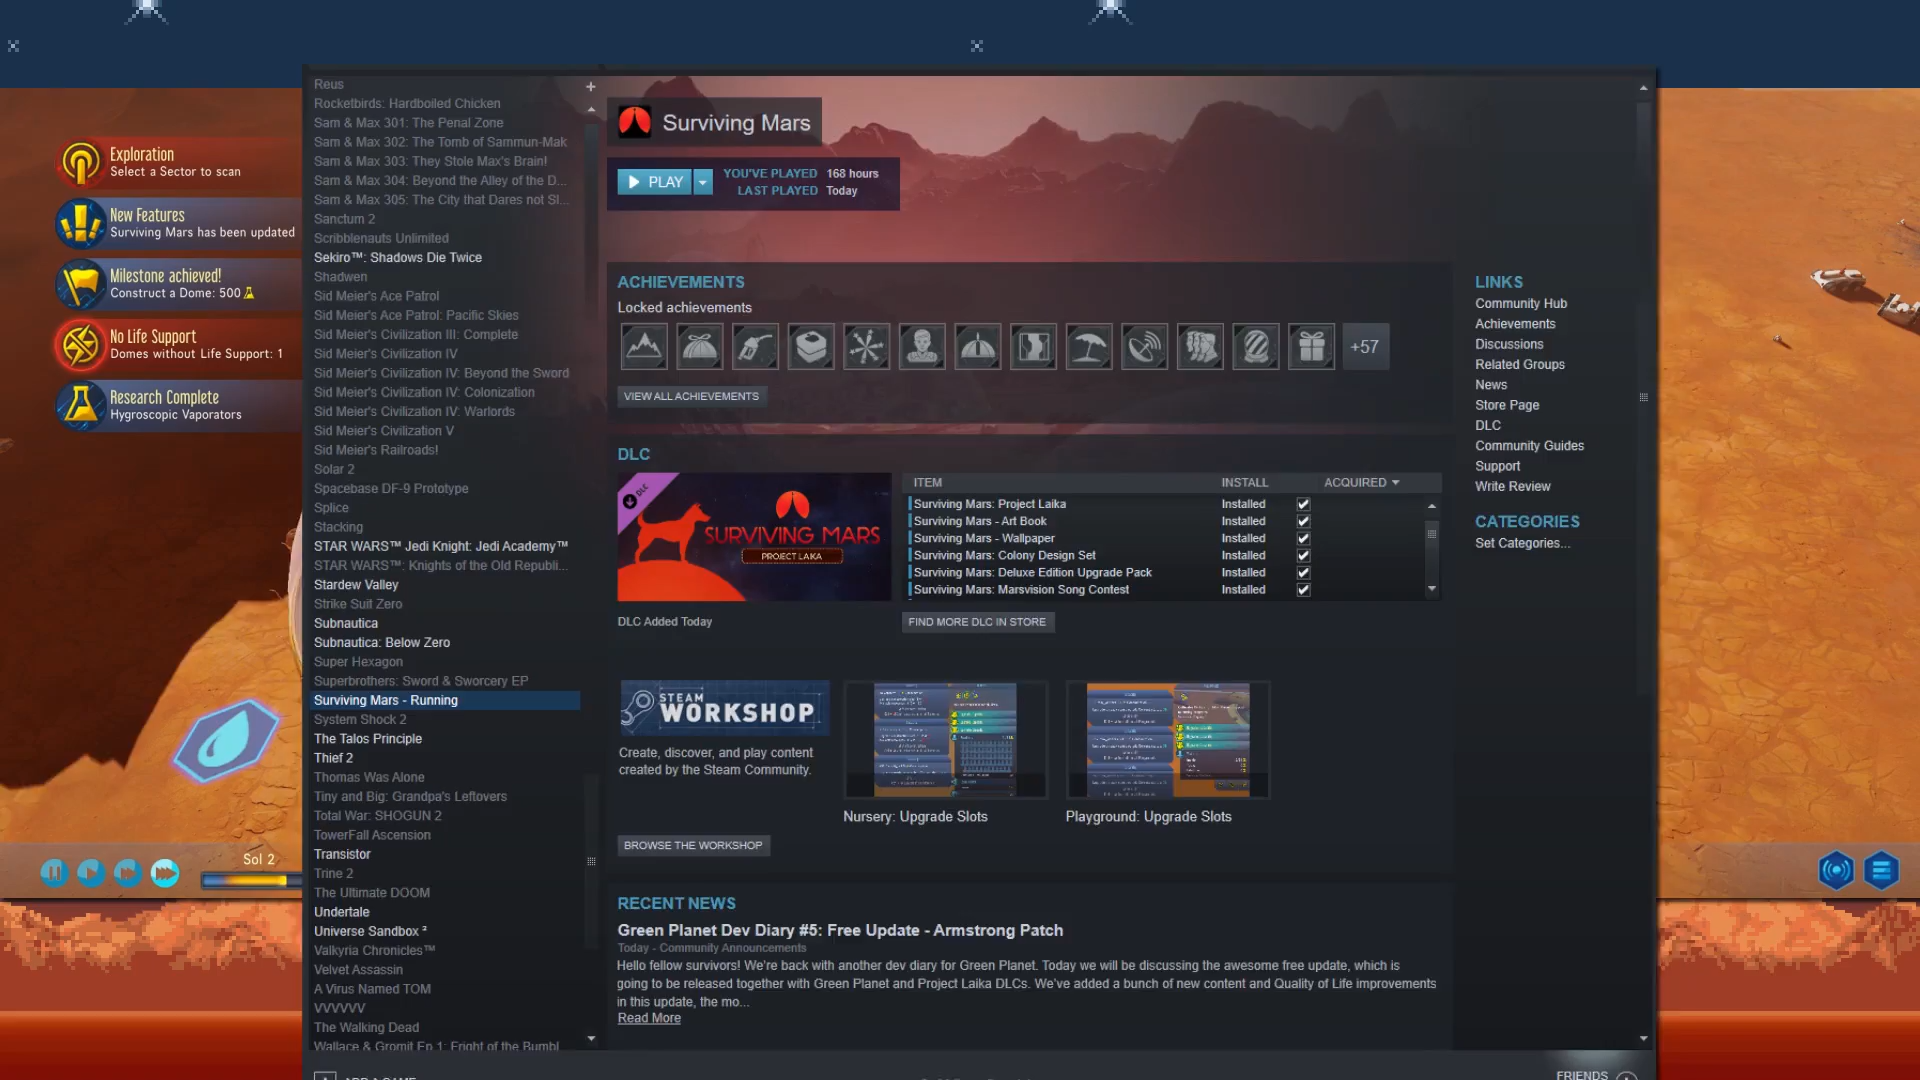 Exploration
Select a Sector to scan
New Features
Surviving Mars has been updated
Milestone achieved!
Construct a Dome: 500
No Life Support
Domes without Life Support: 1
Research Complete
Hygroscopic Vaporators
Sol 2
Reus
Rocketbirds: Hardboiled Chicken
Sam & Max 301: The Penal Zone
Sam & Max 302: The Tomb of Sammun-Mak
Sam & Max 303: They Stole Max's Brain!
Sam & Max 304: Beyond the Alley of the D...
Sam & Max 305: The City that Dares not Sl...
Sanctum 2
Scribblenauts Unlimited
Sekiro™: Shadows Die Twice
Shadwen
Sid Meier's Ace Patrol
Sid Meier's Ace Patrol: Pacific Skies
Sid Meier's Civilization III: Complete
Sid Meier's Civilization IV
Sid Meier's Civilization IV: Beyond the Sword
Sid Meier's Civilization IV: Colonization
Sid Meier's Civilization IV: Warlords
Sid Meier's Civilization V
Sid Meier's Railroads!
Solar 2
Spacebase DF-9 Prototype
Splice
Stacking
STAR WARS™ Jedi Knight: Jedi Academy™
STAR WARS™: Knights of the Old Republi...
Stardew Valley
Strike Suit Zero
Subnautica
Subnautica: Below Zero
Super Hexagon
Superbrothers: Sword & Sworcery EP
Surviving Mars - Running
System Shock 2
The Talos Principle
Thief 2
Thomas Was Alone
Tiny and Big: Grandpa's Leftovers
Total War: SHOGUN 2
TowerFall Ascension
Transistor
Trine 2
The Ultimate DOOM
Undertale
Universe Sandbox ²
Valkyria Chronicles™
Velvet Assassin
A Virus Named TOM
VVVVVV
The Walking Dead
Wallace & Gromit Ep 1: Fright of the Bumbl
Surviving Mars
PLAY
YOU'VE PLAYED 168 hours
LAST PLAYED Today
ACHIEVEMENTS
Locked achievements
+57
VIEW ALL ACHIEVEMENTS
DLC
DLC
SURVIVING MARS
PROJECT LAIKA
DLC Added Today
ITEM INSTALL ACQUIRED
Surviving Mars: Project Laika Installed
Surviving Mars - Art Book Installed
Surviving Mars - Wallpaper Installed
Surviving Mars: Colony Design Set Installed
Surviving Mars: Deluxe Edition Upgrade Pack Installed
Surviving Mars: Marsvision Song Contest Installed
FIND MORE DLC IN STORE
STEAM
WORKSHOP
Create, discover, and play content
created by the Steam Community.
BROWSE THE WORKSHOP
Nursery: Upgrade Slots
Playground: Upgrade Slots
RECENT NEWS
Green Planet Dev Diary #5: Free Update - Armstrong Patch
Today - Community Announcements
Hello fellow survivors! We're back with another dev diary for Green Planet. Today we will be discussing the awesome free update, which is
going to be released together with Green Planet and Project Laika DLCs. We've added a bunch of new content and Quality of Life improvements
in this update, the mo...
Read More
LINKS
Community Hub
Achievements
Discussions
Related Groups
News
Store Page
DLC
Community Guides
Support
Write Review
CATEGORIES
Set Categories...
FRIENDS